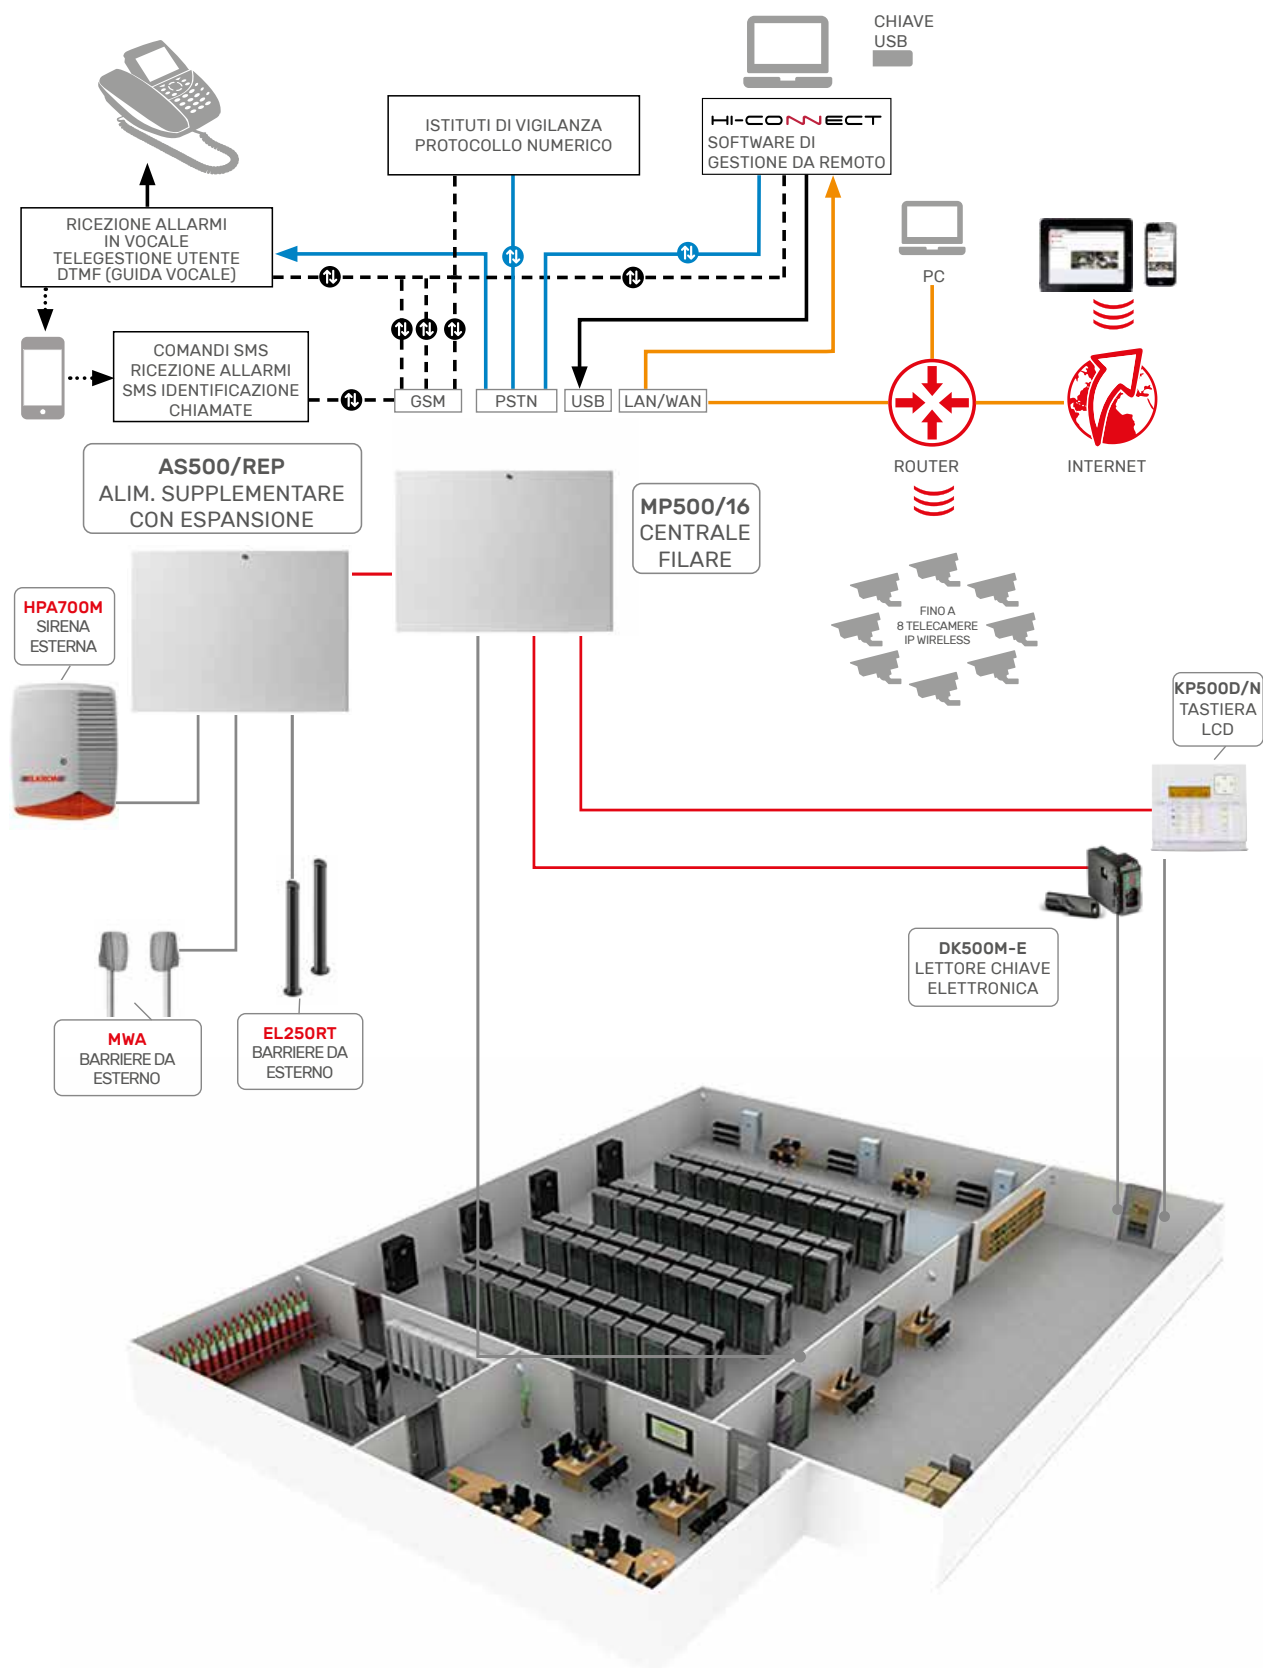 CHIAVE
USB
ISTITUTI DI VIGILANZA
PROTOCOLLO NUMERICO
HI-CONNECT
SOFTWARE DI
GESTIONE DA REMOTO
RICEZIONE ALLARMI
IN VOCALE
TELEGESTIONE UTENTE
DTMF (GUIDA VOCALE)
PC
COMANDI SMS
RICEZIONE ALLARMI
SMS IDENTIFICAZIONE
CHIAMATE
GSM
PSTN
USB
LAN/WAN
ROUTER
INTERNET
AS500/REP
ALIM. SUPPLEMENTARE
CON ESPANSIONE
MP500/16
CENTRALE
FILARE
HPA700M
SIRENA
ESTERNA
FINO A
8 TELECAMERE
IP WIRELESS
KP500D/N
TASTIERA
LCD
ELKRON
DK500M-E
LETTORE CHIAVE
ELETTRONICA
MWA
BARRIERE DA
ESTERNO
EL250RT
BARRIERE DA
ESTERNO